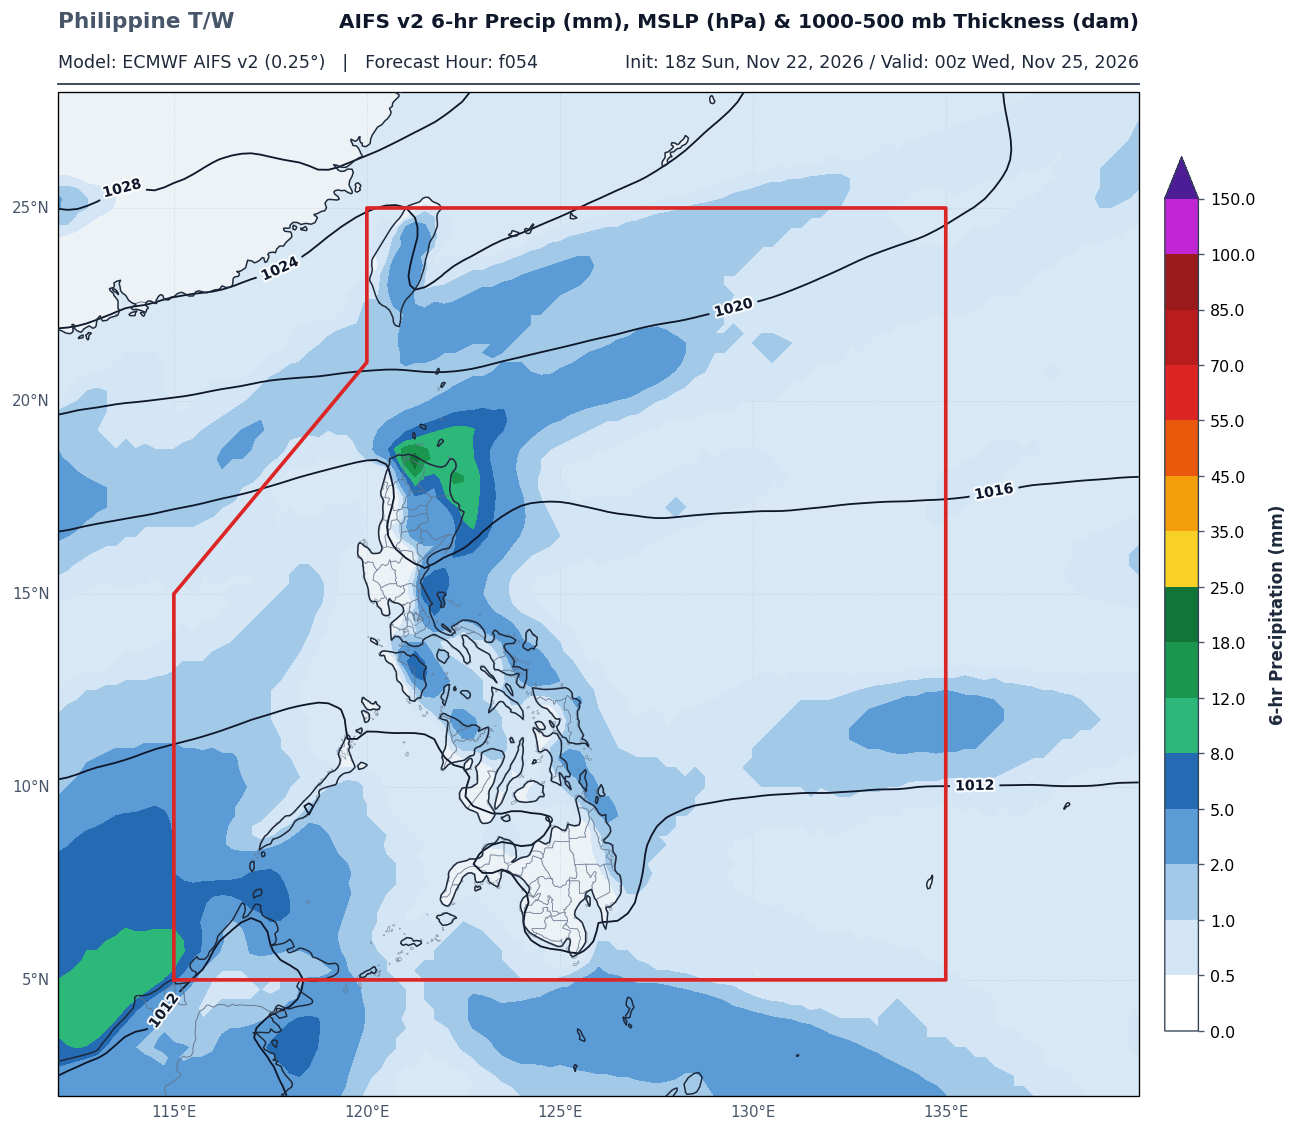 Philippine T/W
AIFS v2 6-hr Precip (mm), MSLP (hPa) & 1000-500 mb Thickness (dam)
Model: ECMWF AIFS v2 (0.25°) | Forecast Hour: f054
Init: 18z Sun, Nov 22, 2026 / Valid: 00z Wed, Nov 25, 2026
1028
1024
1020
1016
1012
1012
25°N
20°N
15°N
10°N
5°N
115°E
120°E
125°E
130°E
135°E
150.0
100.0
85.0
70.0
55.0
45.0
35.0
25.0
18.0
12.0
8.0
5.0
2.0
1.0
0.5
0.0
6-hr Precipitation (mm)